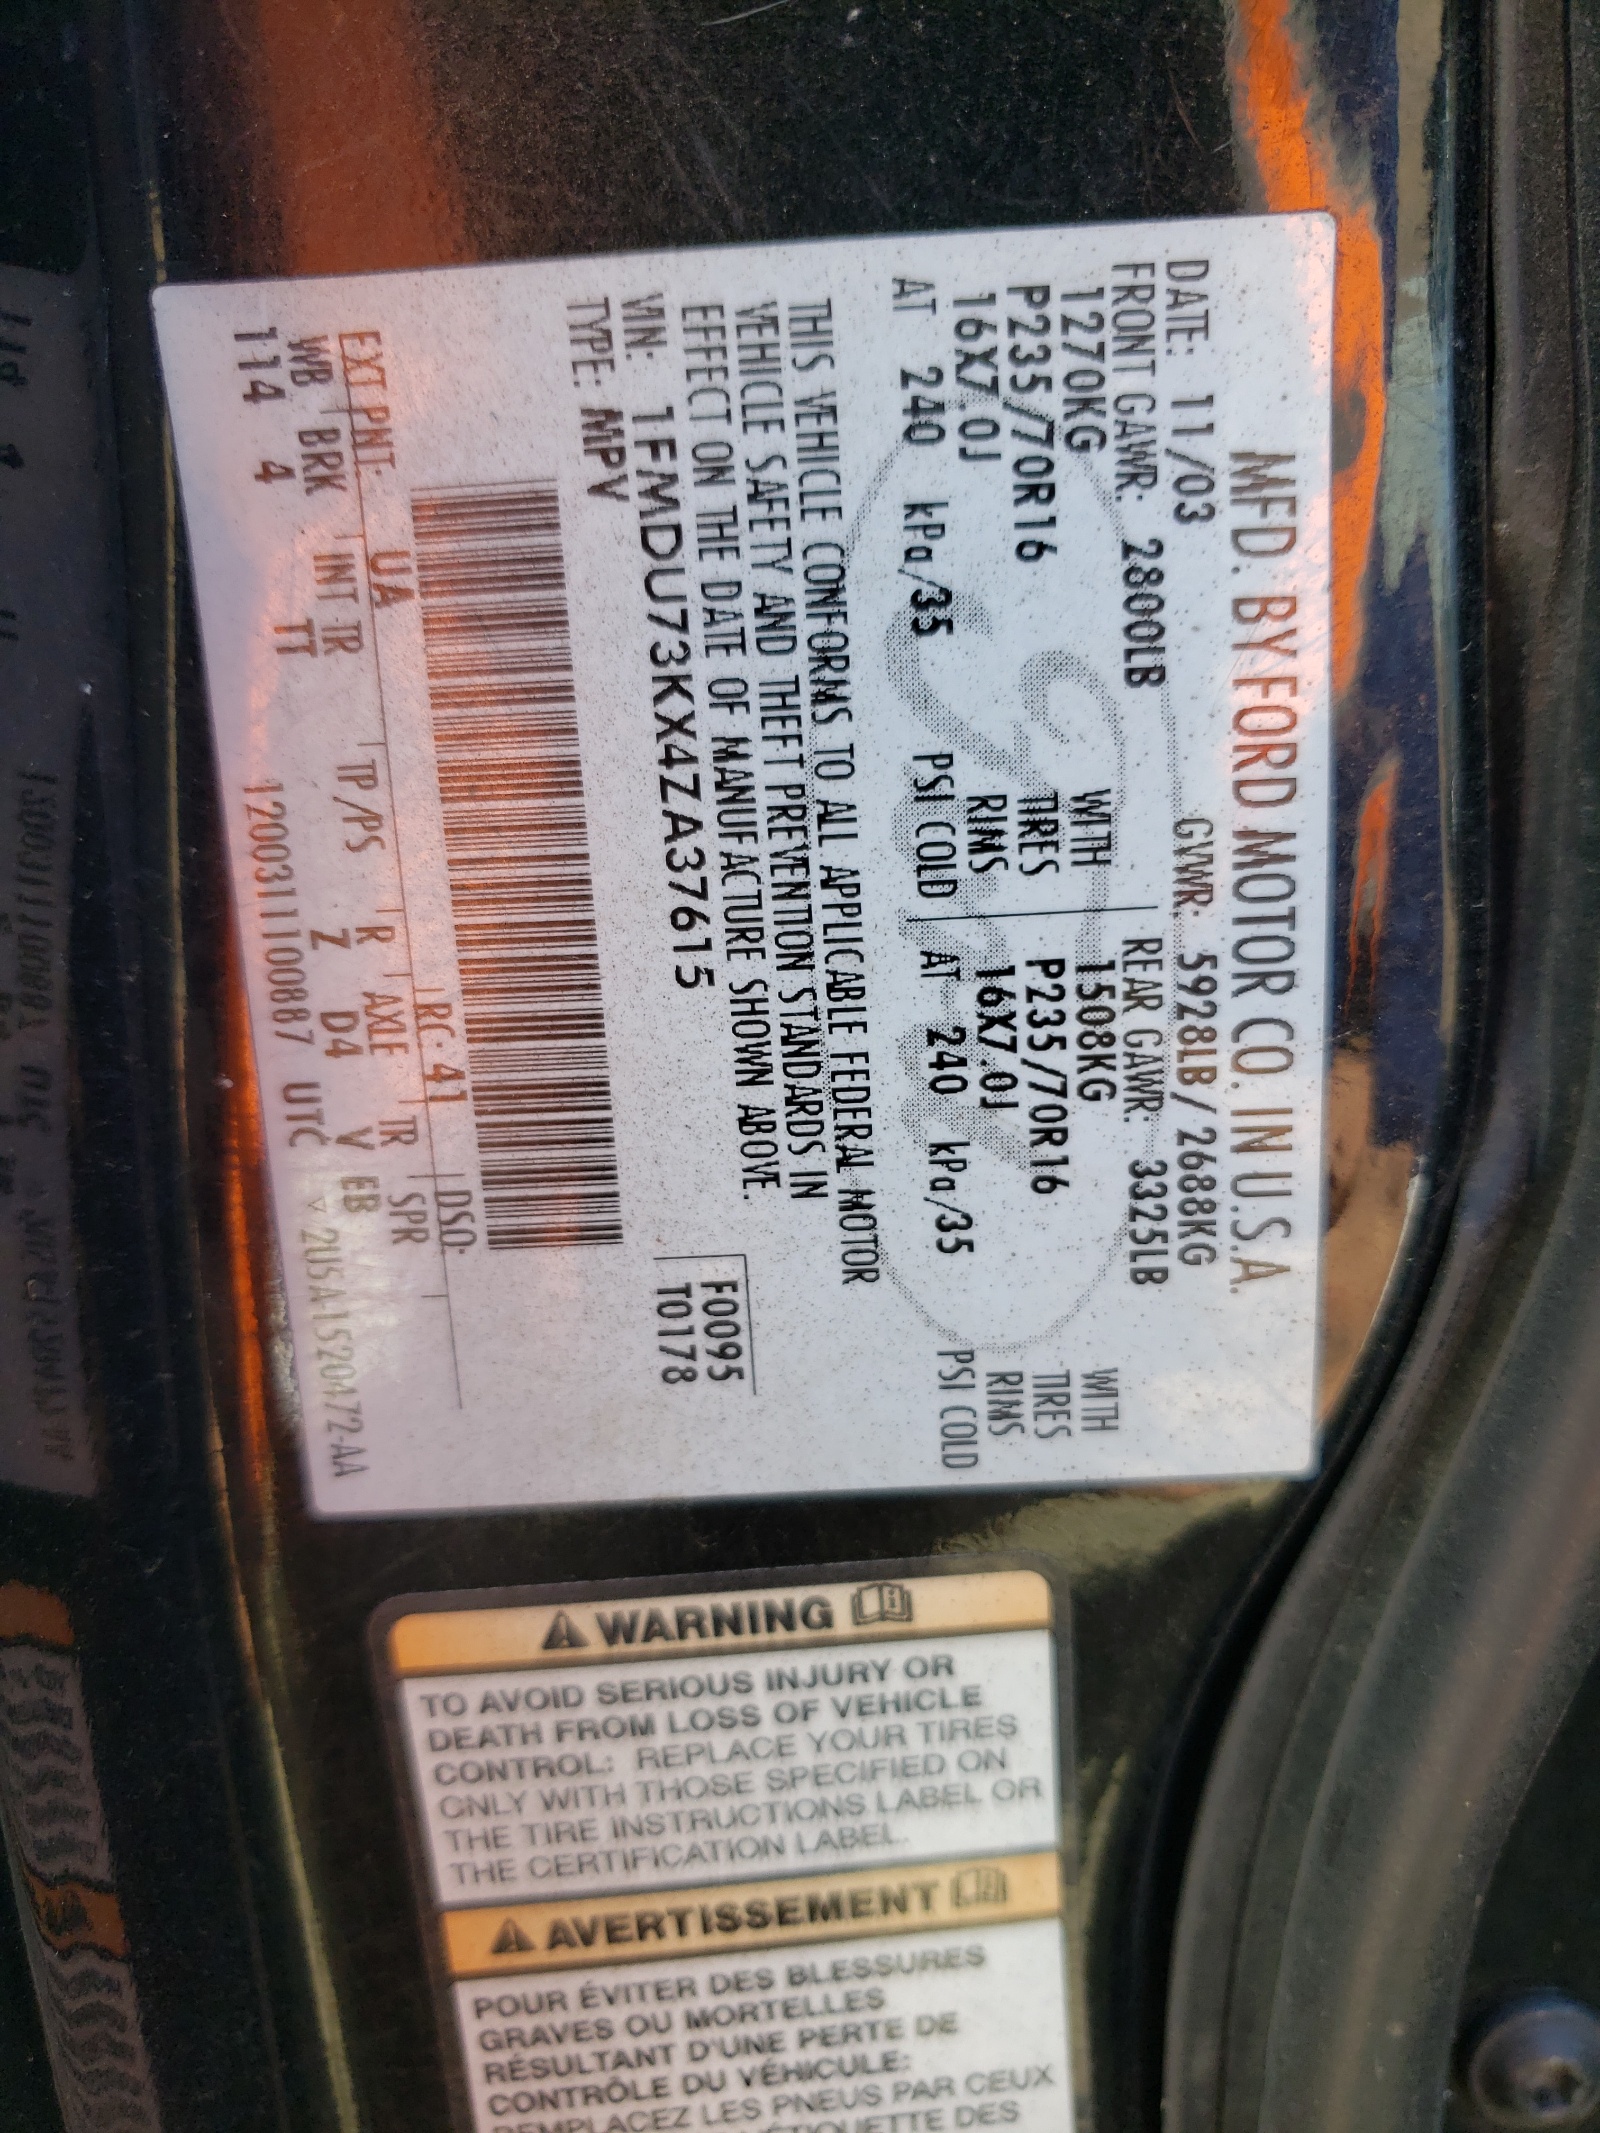 MFD. BY FORD MOTOR CO. IN U.S.A.
DATE: 11/03 GVWR: 5928LB / 2688KG
FRONT GAWR: 2800LB REAR GAWR: 3325LB
1270KG WITH 1508KG WITH
P235/70R16 TIRES P235/70R16 TIRES
16X7.0J RIMS 16X7.0J RIMS
AT 240 kPa/35 PSI COLD AT 240 kPa/35 PSI COLD
THIS VEHICLE CONFORMS TO ALL APPLICABLE FEDERAL MOTOR
VEHICLE SAFETY AND THEFT PREVENTION STANDARDS IN
EFFECT ON THE DATE OF MANUFACTURE SHOWN ABOVE.
VIN: 1FMDU73KX4ZA37615
TYPE: MPV
F0095
T0178
EXT PNT: UA RC: 41 DSO:
WB BRK INT TR TP/PS R AXLE TR SPR
114 4 TT Z D4 V EB
1200311100887 UTC ▽ 2U5A-1520472-AA
⚠ WARNING
TO AVOID SERIOUS INJURY OR
DEATH FROM LOSS OF VEHICLE
CONTROL: REPLACE YOUR TIRES
ONLY WITH THOSE SPECIFIED ON
THE TIRE INSTRUCTIONS LABEL OR
THE CERTIFICATION LABEL.
⚠ AVERTISSEMENT
POUR ÉVITER DES BLESSURES
GRAVES OU MORTELLES
RÉSULTANT D'UNE PERTE DE
CONTRÔLE DU VÉHICULE:
REMPLACEZ LES PNEUS PAR CEUX
DES